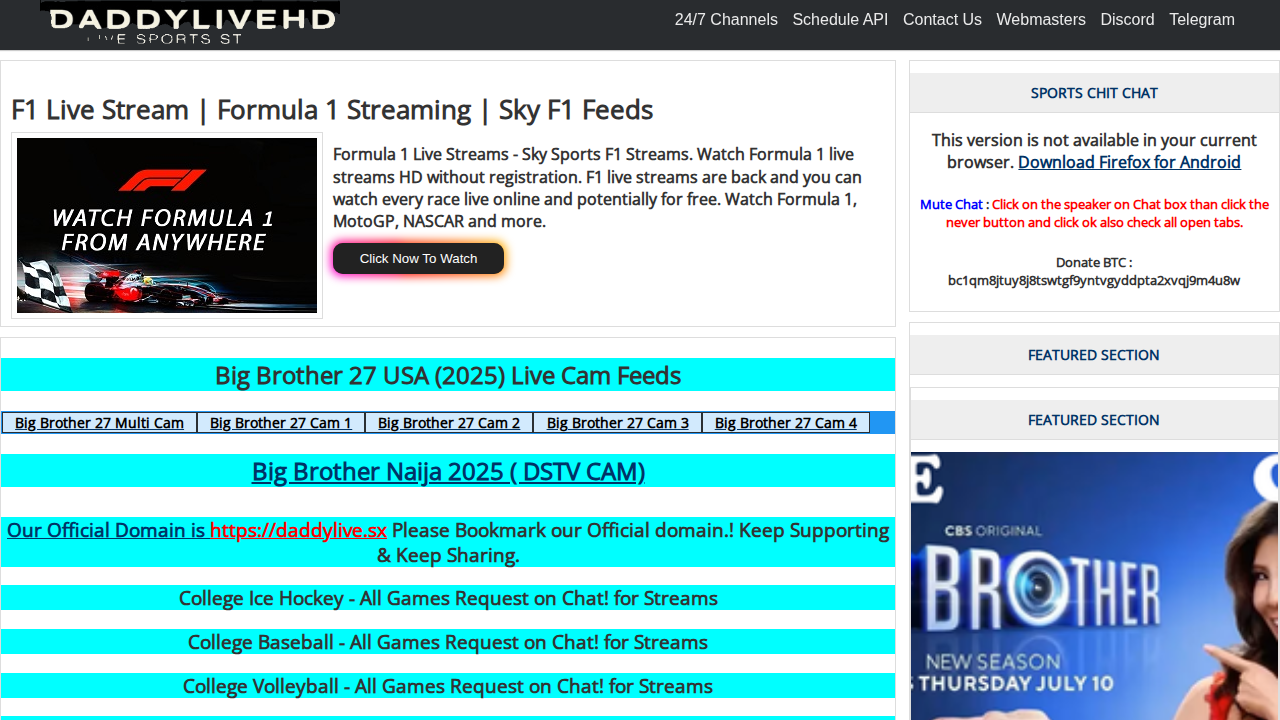 DADDYLIVEHD
LIVE SPORTS ST
24/7 Channels Schedule API Contact Us Webmasters Discord Telegram
F1 Live Stream | Formula 1 Streaming | Sky F1 Feeds
WATCH FORMULA 1
FROM ANYWHERE
Formula 1 Live Streams - Sky Sports F1 Streams. Watch Formula 1 live
streams HD without registration. F1 live streams are back and you can
watch every race live online and potentially for free. Watch Formula 1,
MotoGP, NASCAR and more.
Click Now To Watch
Big Brother 27 USA (2025) Live Cam Feeds
Big Brother 27 Multi Cam Big Brother 27 Cam 1 Big Brother 27 Cam 2 Big Brother 27 Cam 3 Big Brother 27 Cam 4
Big Brother Naija 2025 ( DSTV CAM)
Our Official Domain is https://daddylive.sx Please Bookmark our Official domain.! Keep Supporting
& Keep Sharing.
College Ice Hockey - All Games Request on Chat! for Streams
College Baseball - All Games Request on Chat! for Streams
College Volleyball - All Games Request on Chat! for Streams
SPORTS CHIT CHAT
This version is not available in your current
browser. Download Firefox for Android
Mute Chat : Click on the speaker on Chat box than click the
never button and click ok also check all open tabs.
Donate BTC :
bc1qm8jtuy8j8tswtgf9yntvgyddpta2xvqj9m4u8w
FEATURED SECTION
FEATURED SECTION
CBS ORIGINAL
BROTHER
NEW SEASON
THURSDAY JULY 10